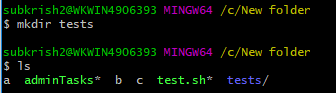 subkrish2@WKWIN4906393 MINGW64 /c/New folder
$ mkdir tests
subkrish2@WKWIN4906393 MINGW64 /c/New folder
$ ls
a adminTasks* b c test.sh* tests/